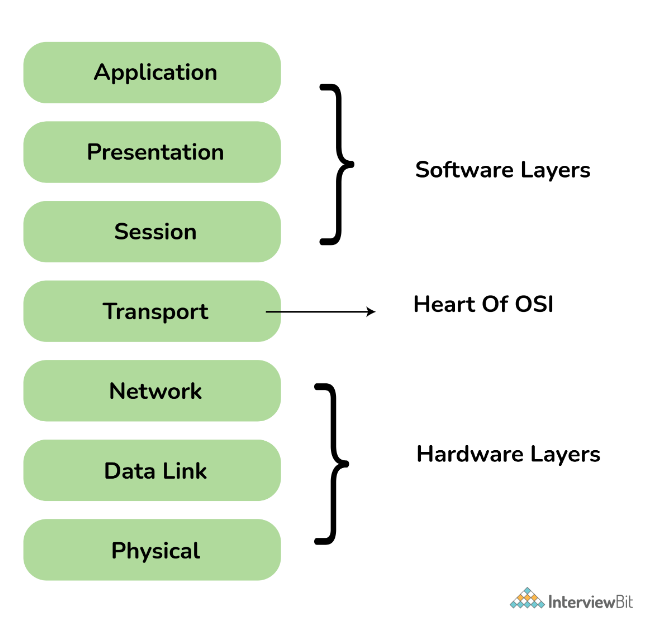 Application
Presentation
Software Layers
Session
Transport
Heart Of OSI
Network
Data Link
Hardware Layers
Physical
InterviewBit